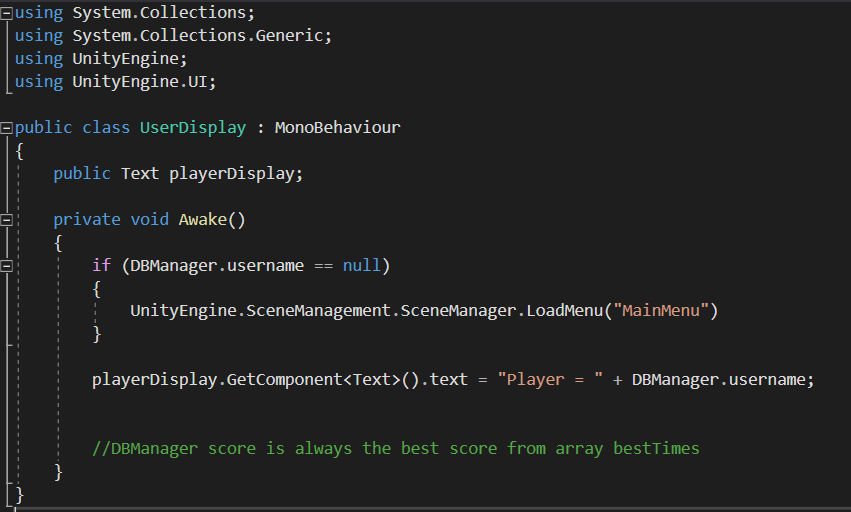 using System.Collections;
using System.Collections.Generic;
using UnityEngine;
using UnityEngine.UI;
public class UserDisplay : MonoBehaviour
{
public Text playerDisplay;
private void Awake()
{
if (DBManager.username == null)
{
UnityEngine.SceneManagement.SceneManager.LoadMenu("MainMenu")
}
playerDisplay.GetComponent<Text>().text = "Player = " + DBManager.username;
//DBManager score is always the best score from array bestTimes
}
}